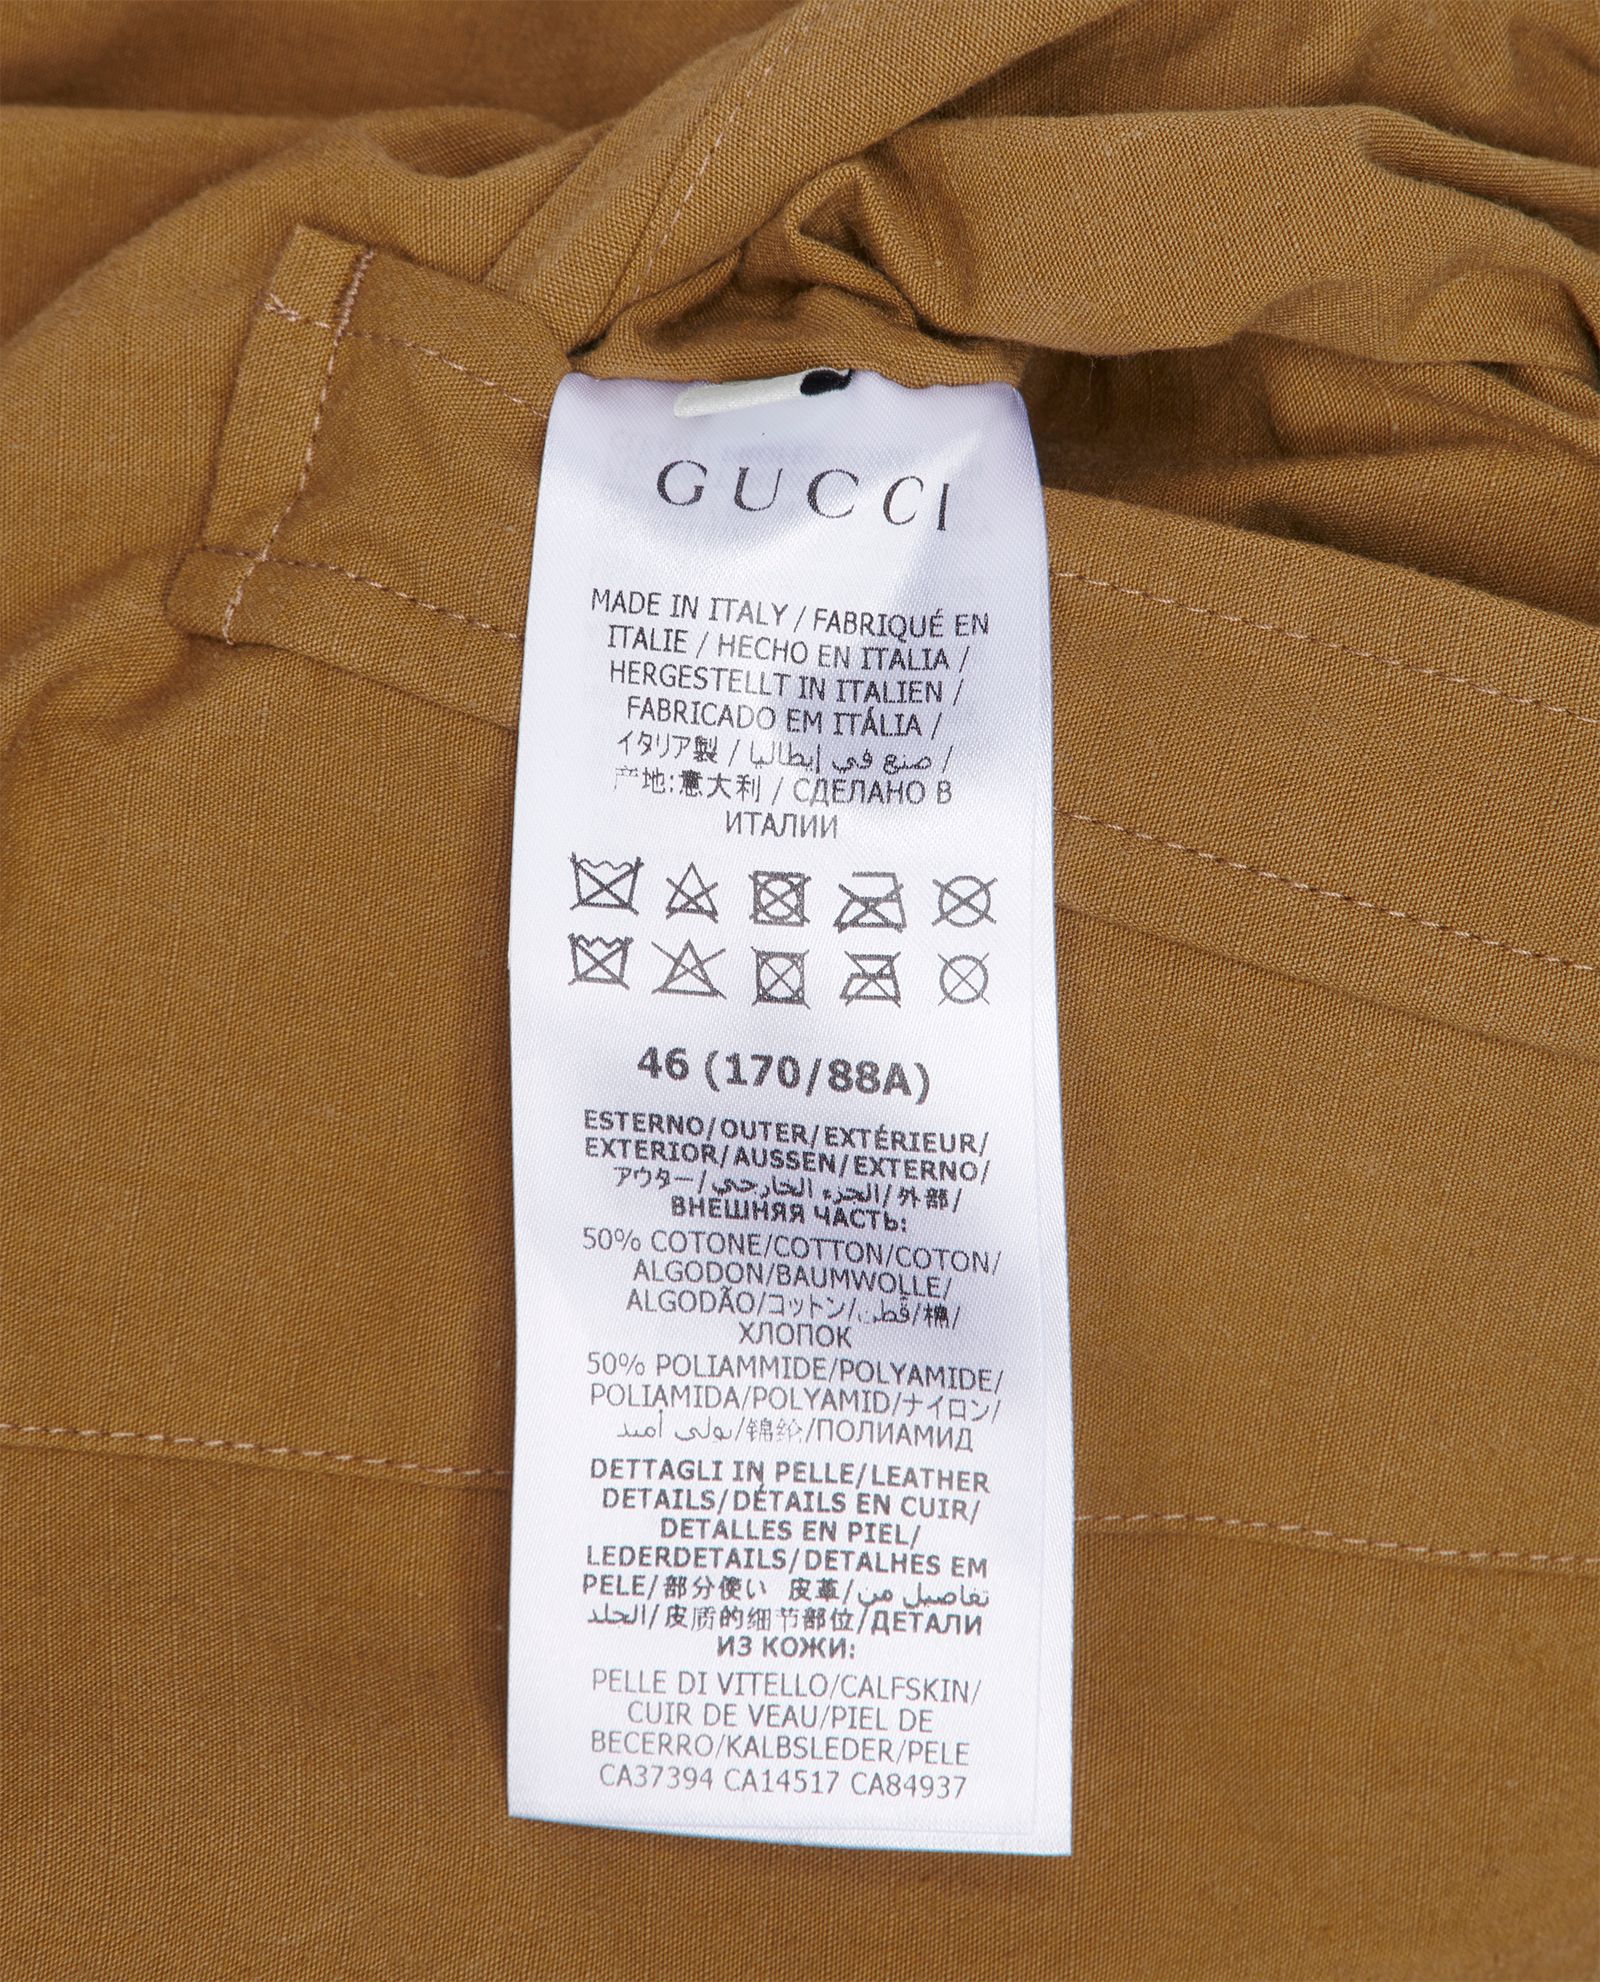 GUCCI
MADE IN ITALY / FABRIQUÉ EN
ITALIE / HECHO EN ITALIA /
HERGESTELLT IN ITALIEN /
FABRICADO EM ITÁLIA /
イタリア製 / صنع في إيطاليا /
产地:意大利 / СДЕЛАНО В
ИТАЛИИ
46 (170/88A)
ESTERNO/OUTER/EXTÉRIEUR/
EXTERIOR/AUSSEN/EXTERNO/
アウター/الجزء الخارجي/外部/
ВНЕШНЯЯ ЧАСТЬ:
50% COTONE/COTTON/COTON/
ALGODON/BAUMWOLLE/
ALGODÃO/コットン/قطن/棉/
ХЛОПОК
50% POLIAMMIDE/POLYAMIDE/
POLIAMIDA/POLYAMID/ナイロン/
بولي أميد/锦纶/ПОЛИАМИД
DETTAGLI IN PELLE/LEATHER
DETAILS/DÉTAILS EN CUIR/
DETALLES EN PIEL/
LEDERDETAILS/DETALHES EM
PELE/部分使い 皮革/تفاصيل من
الجلد/皮质的细节部位/ДЕТАЛИ
ИЗ КОЖИ:
PELLE DI VITELLO/CALFSKIN/
CUIR DE VEAU/PIEL DE
BECERRO/KALBSLEDER/PELE
CA37394 CA14517 CA84937